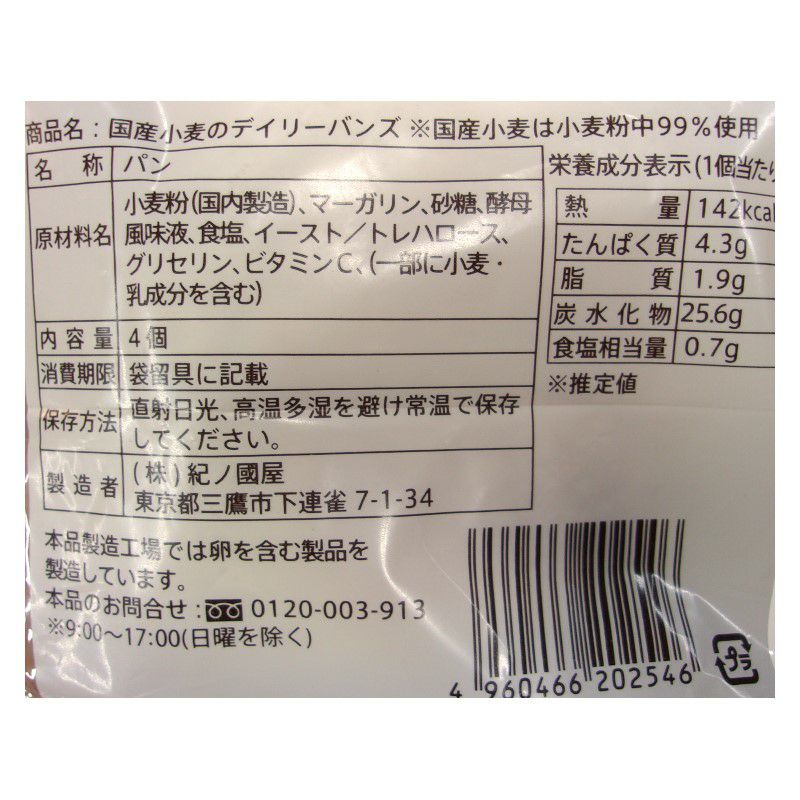 商品名：国産小麦のデイリーバンズ ※国産小麦は小麦粉中99％使用
名称 パン
原材料名 小麦粉(国内製造)、マーガリン、砂糖、酵母
風味液、食塩、イースト／トレハロース、
グリセリン、ビタミンC、(一部に小麦・
乳成分を含む)
内容量 4個
消費期限 袋留具に記載
保存方法 直射日光、高温多湿を避け常温で保存
してください。
製造者 (株)紀ノ國屋
東京都三鷹市下連雀 7-1-34
本品製造工場では卵を含む製品を
製造しています。
本品のお問合せ：0120-003-913
※9:00～17:00(日曜を除く)
栄養成分表示(1個当たり
熱量 142kcal
たんぱく質 4.3g
脂質 1.9g
炭水化物 25.6g
食塩相当量 0.7g
※推定値
4 960466 202546
プラ